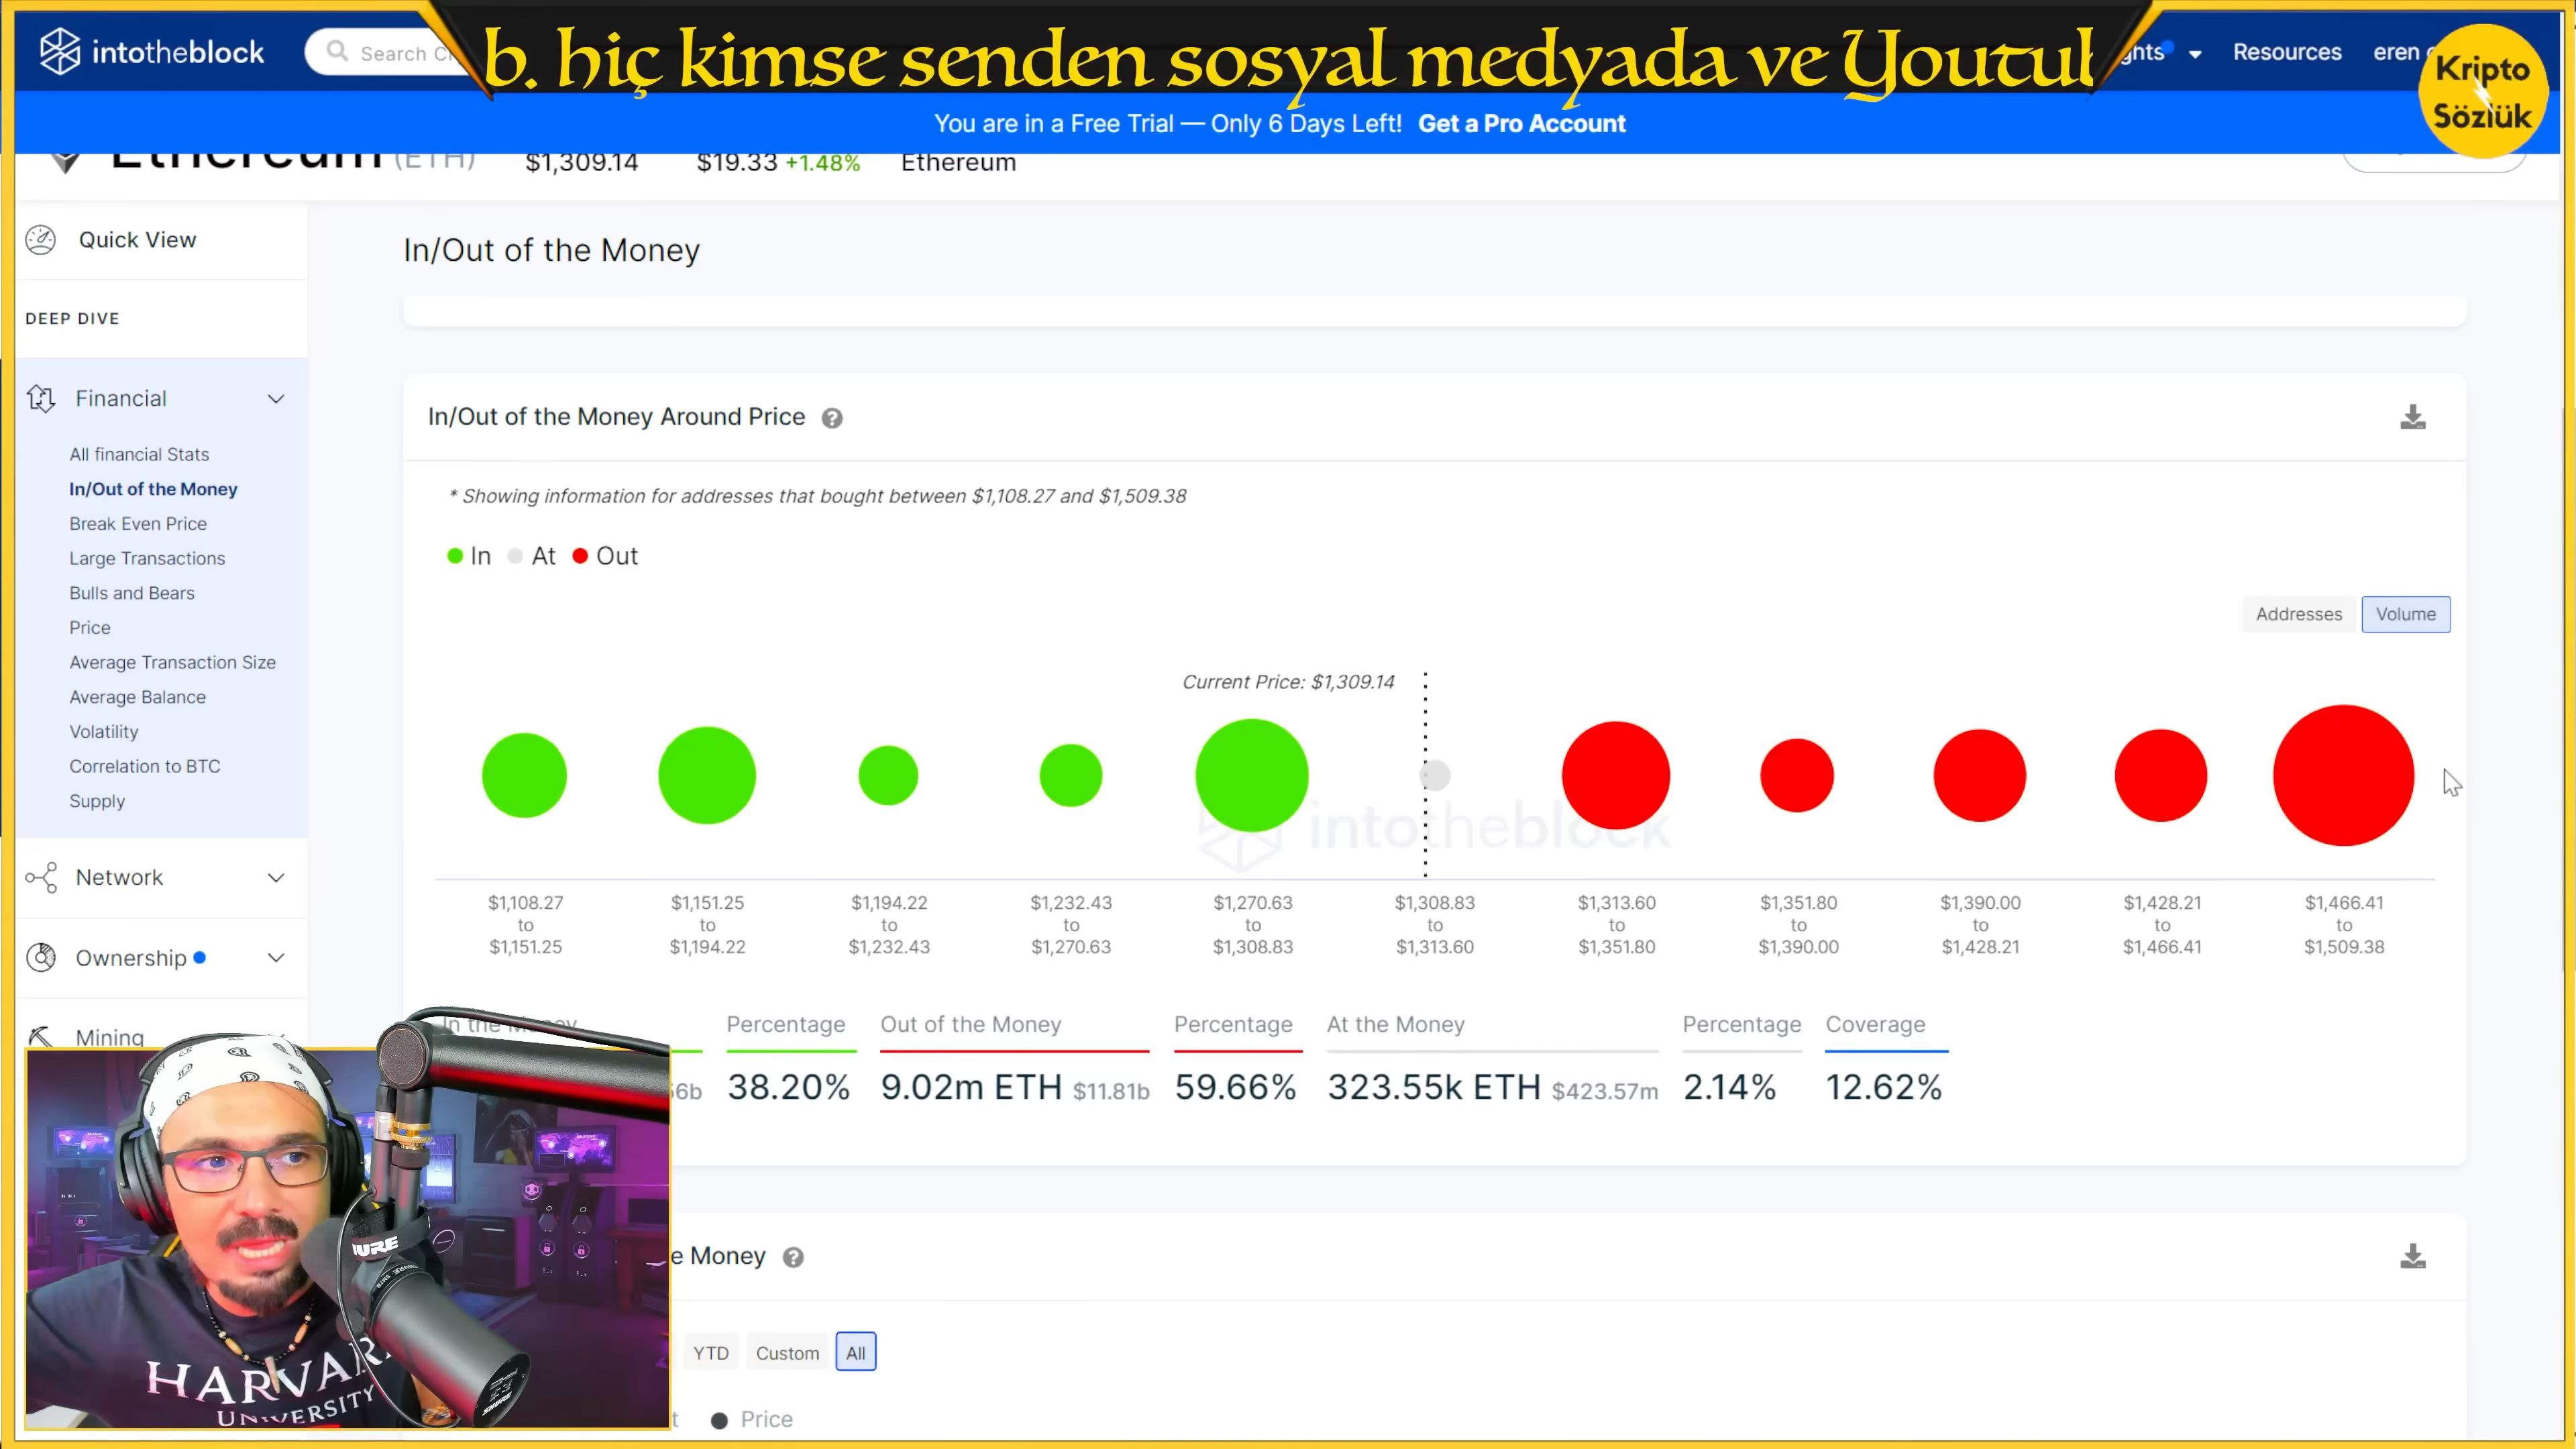 b. hiç kimse senden sosyal medyada ve Youtub
intotheblock
Search
Resources
eren
Kripto
Sözlük
You are in a Free Trial — Only 6 Days Left! Get a Pro Account
Ethereum (ETH)
$1,309.14
$19.33 +1.48%
Ethereum
Quick View
DEEP DIVE
Financial
All financial Stats
In/Out of the Money
Break Even Price
Large Transactions
Bulls and Bears
Price
Average Transaction Size
Average Balance
Volatility
Correlation to BTC
Supply
Network
Ownership
Mining
In/Out of the Money
In/Out of the Money Around Price
* Showing information for addresses that bought between $1,108.27 and $1,509.38
In At Out
Addresses Volume
Current Price: $1,309.14
intotheblock
$1,108.27 to $1,151.25
$1,151.25 to $1,194.22
$1,194.22 to $1,232.43
$1,232.43 to $1,270.63
$1,270.63 to $1,308.83
$1,308.83 to $1,313.60
$1,313.60 to $1,351.80
$1,351.80 to $1,390.00
$1,390.00 to $1,428.21
$1,428.21 to $1,466.41
$1,466.41 to $1,509.38
In the Money Percentage Out of the Money Percentage At the Money Percentage Coverage
38.20% 9.02m ETH $11.81b 59.66% 323.55k ETH $423.57m 2.14% 12.62%
Money
YTD Custom All
Price
HARVAR
UNIVERSITY